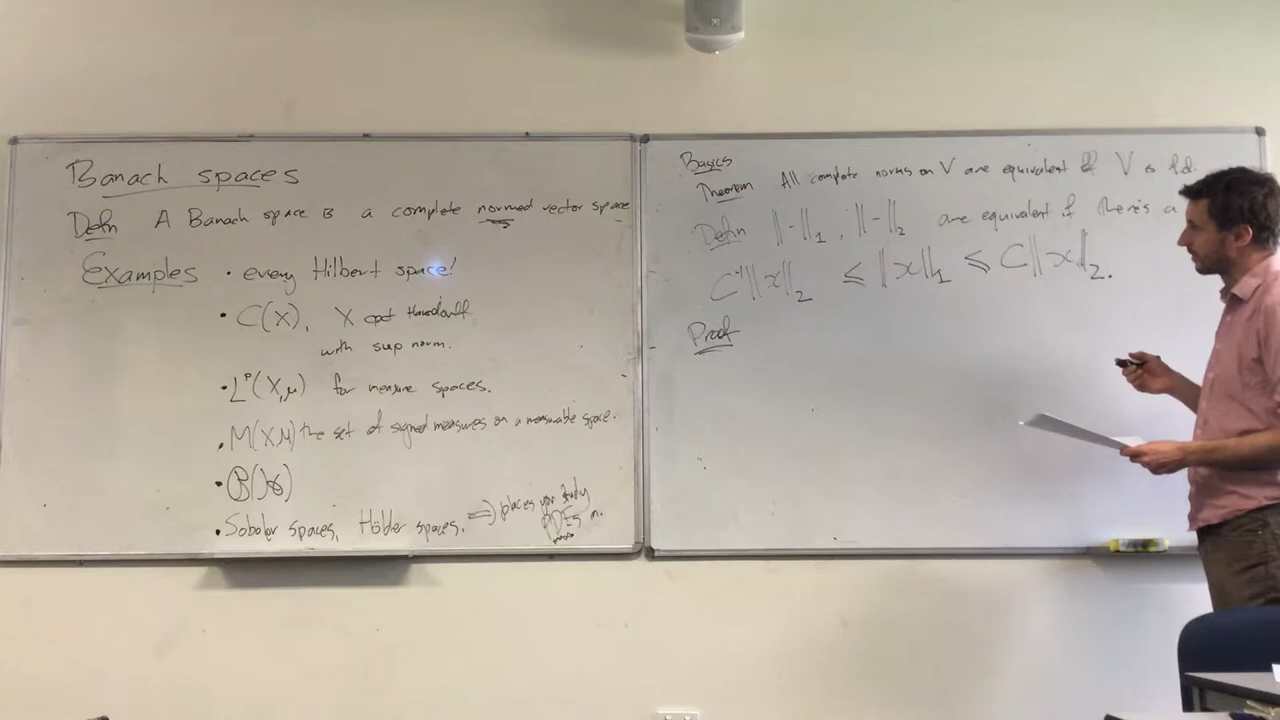 Banach spaces
Defn A Banach space is a complete normed vector space
Examples • every Hilbert space!
• C(X), X cpct Hausdorff
with sup norm.
• L^p(X,μ) for measure spaces.
• M(X,M) the set of signed measures on a measurable space.
• B(H)
• Sobolev spaces, Hölder spaces. ⇒ places you study
PDEs in.
Basics
Theorem All complete norms on V are equivalent if V is f.d.
Defn ||-||₁, ||-||₂ are equivalent if there's a
C⁻¹||x||₂ ≤ ||x||₁ ≤ C||x||₂.
Proof